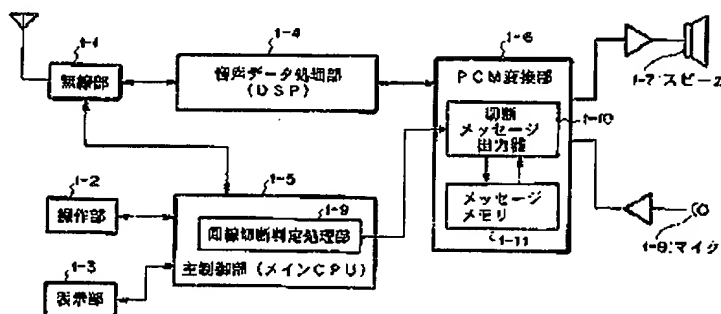 1-1
無線部
1-4
音声データ処理部
(DSP)
1-6
PCM変換部
切断
メッセージ
出力器
1-10
メッセージ
メモリ
1-11
1-7:スピーカ
1-2
操作部
1-5
1-9
回線切断判定処理部
主制御部(メインCPU)
1-3
表示部
1-8:マイク